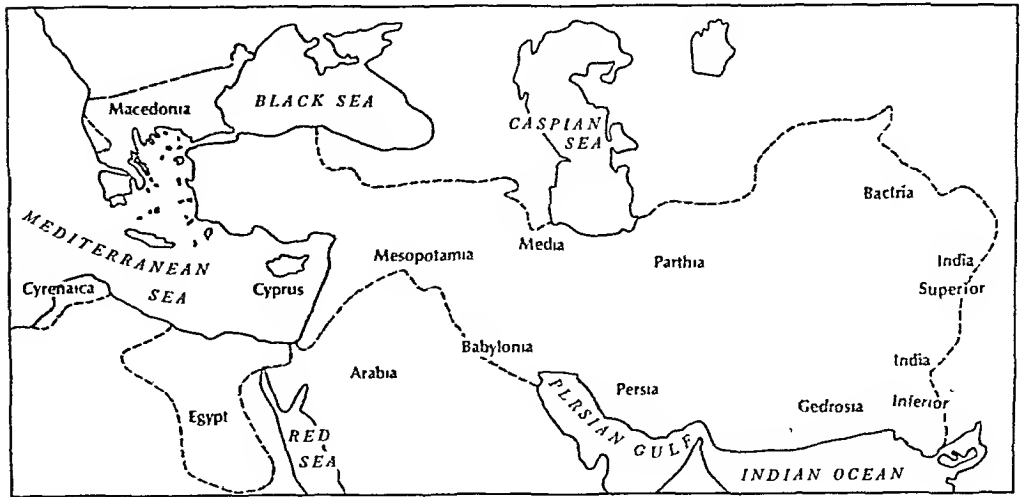 Macedonia
BLACK SEA
CASPIAN
SEA
Bactria
MEDITERRANEAN
SEA
Mesopotamia
Media
Parthia
India
Superior
Cyrenaica
Cyprus
Babylonia
India
Inferior
Arabia
Persia
Gedrosia
Egypt
RED
SEA
PERSIAN GULF
INDIAN OCEAN